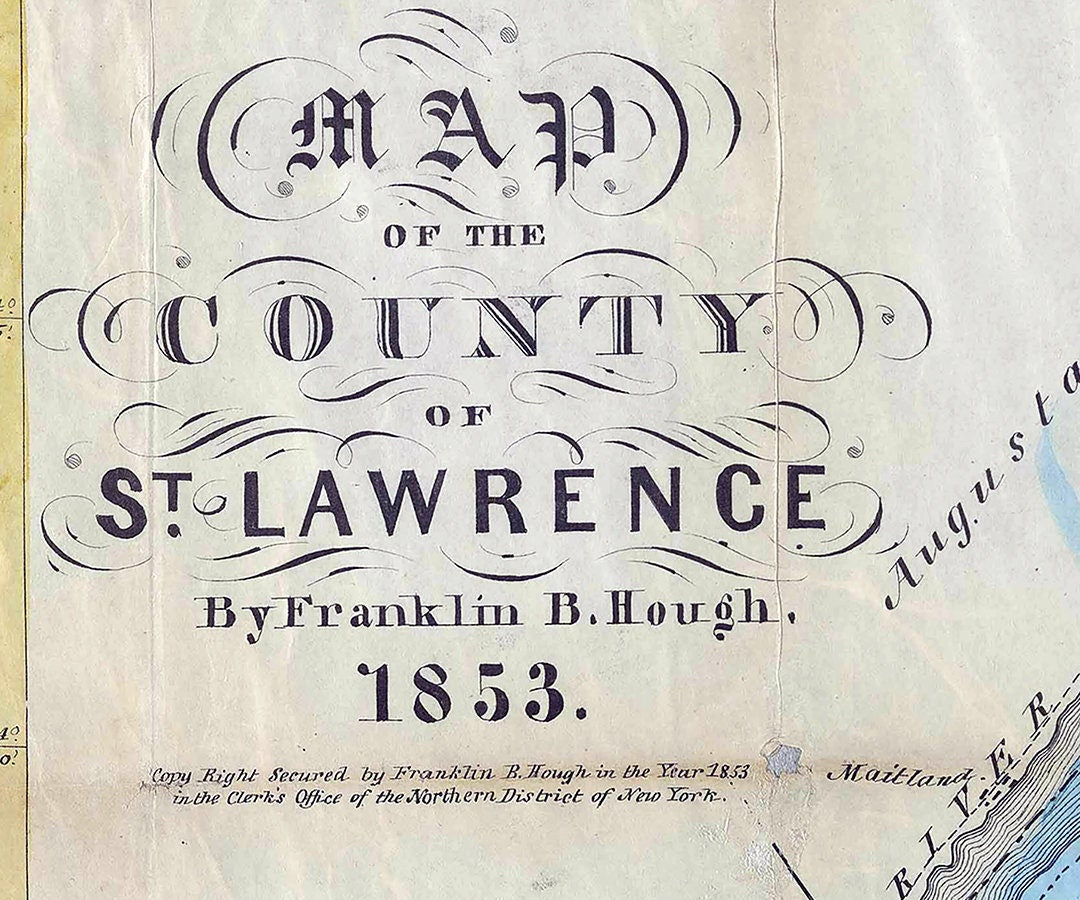 MAP
OF THE
COUNTY
OF
ST. LAWRENCE
By Franklin B. Hough.
1853.
Copy Right Secured by Franklin B. Hough in the Year 1853
in the Clerk's Office of the Northern District of New York.
Augusta
Maitland.
RIVER